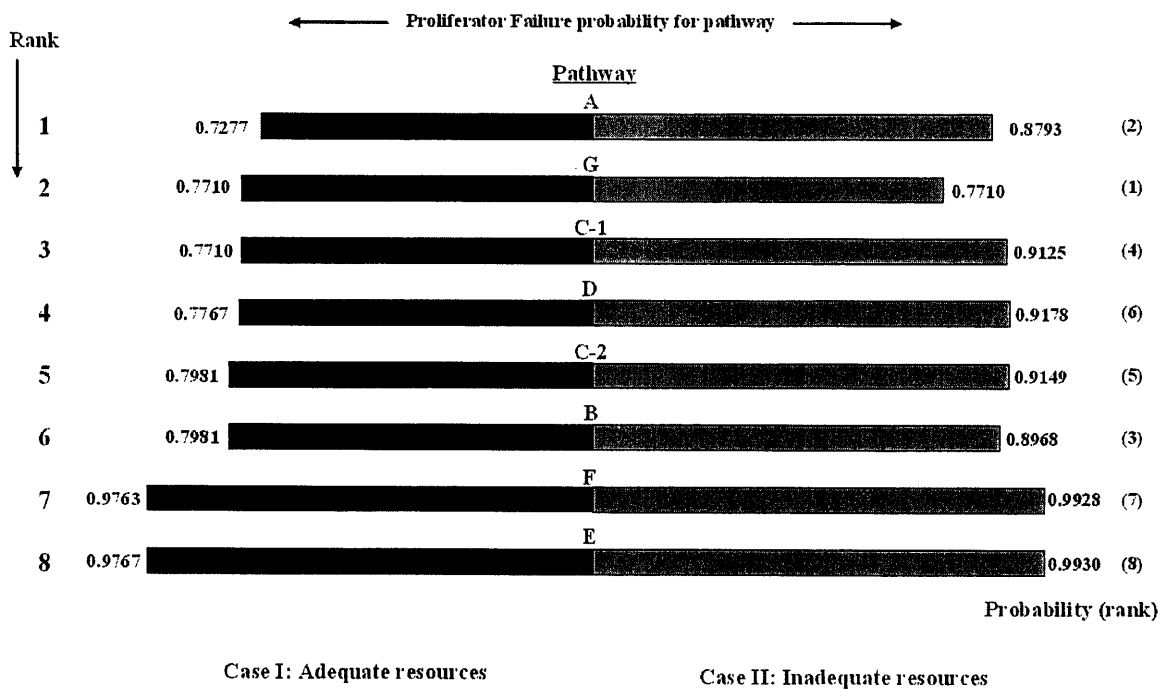 Proliferator Failure probability for pathway
Rank
Pathway
A
1 0.7277 0.8793 (2)
G
2 0.7710 0.7710 (1)
C-1
3 0.7710 0.9125 (4)
D
4 0.7767 0.9178 (6)
C-2
5 0.7981 0.9149 (5)
B
6 0.7981 0.8968 (3)
F
7 0.9763 0.9928 (7)
E
8 0.9767 0.9930 (8)
Probability (rank)
Case I: Adequate resources Case II: Inadequate resources